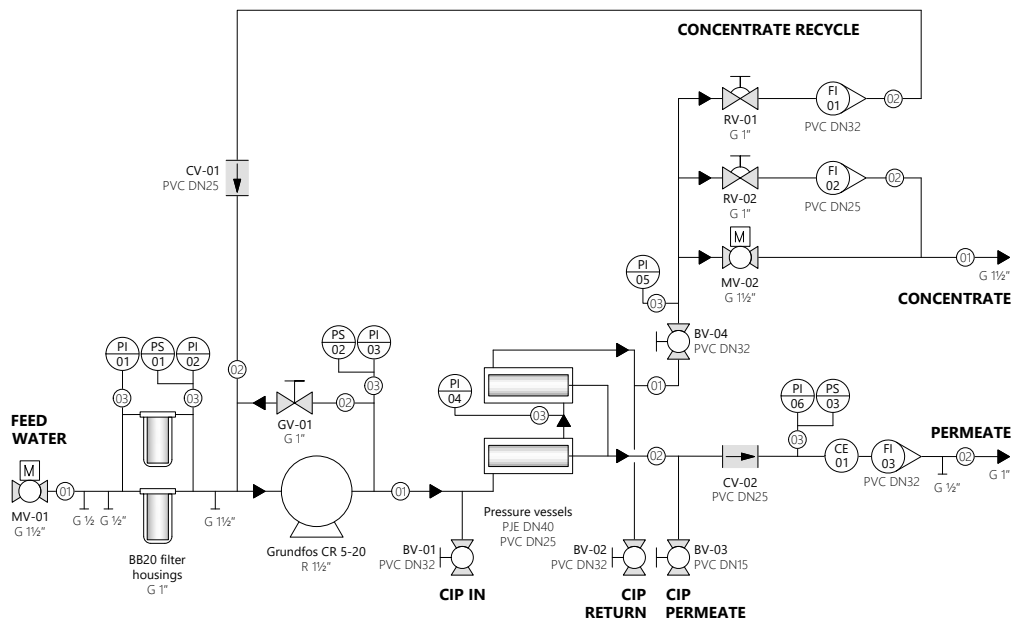 CONCENTRATE RECYCLE
FI
01
02
RV-01
G 1"
PVC DN32
CV-01
PVC DN25
FI
02
02
RV-02
G 1"
PVC DN25
M
MV-02
G 1½"
01
G 1½"
CONCENTRATE
PI
05
03
BV-04
PVC DN32
01
PI
01
PS
01
PI
02
03
03
02
PS
02
PI
03
03
02
GV-01
G 1"
PI
04
03
PI
06
PS
03
03
FEED
WATER
M
MV-01
G 1½"
01
G ½
G ½"
G 1½"
BB20 filter
housings
G 1"
Grundfos CR 5-20
R 1½"
01
Pressure vessels
PJE DN40
PVC DN25
02
CV-02
PVC DN25
CE
01
FI
03
PVC DN32
G ½"
02
PERMEATE
G 1"
BV-01
PVC DN32
CIP IN
BV-02
PVC DN32
CIP
RETURN
BV-03
PVC DN15
CIP
PERMEATE